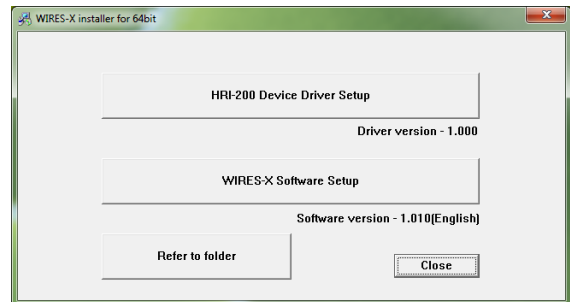 WIRES-X installer for 64bit
HRI-200 Device Driver Setup
Driver version - 1.000
WIRES-X Software Setup
Software version - 1.010(English)
Refer to folder
Close